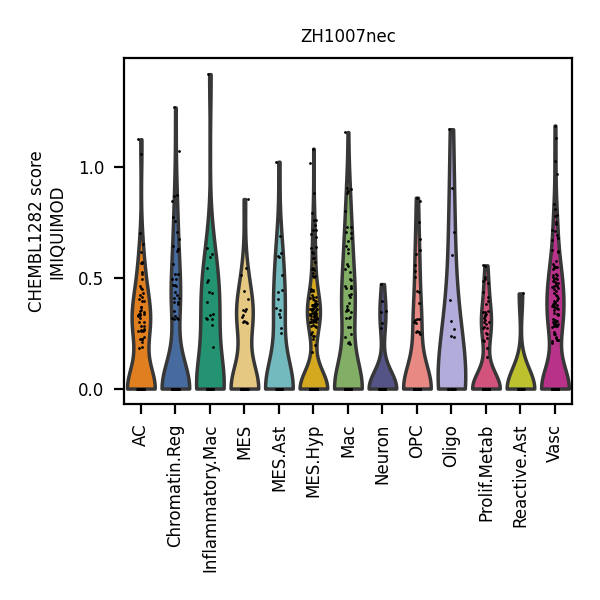 ZH1007nec
CHEMBL1282 score
IMIQUIMOD
1.0
0.5
0.0
AC
Chromatin.Reg
Inflammatory.Mac
MES
MES.Ast
MES.Hyp
Mac
Neuron
OPC
Oligo
Prolif.Metab
Reactive.Ast
Vasc